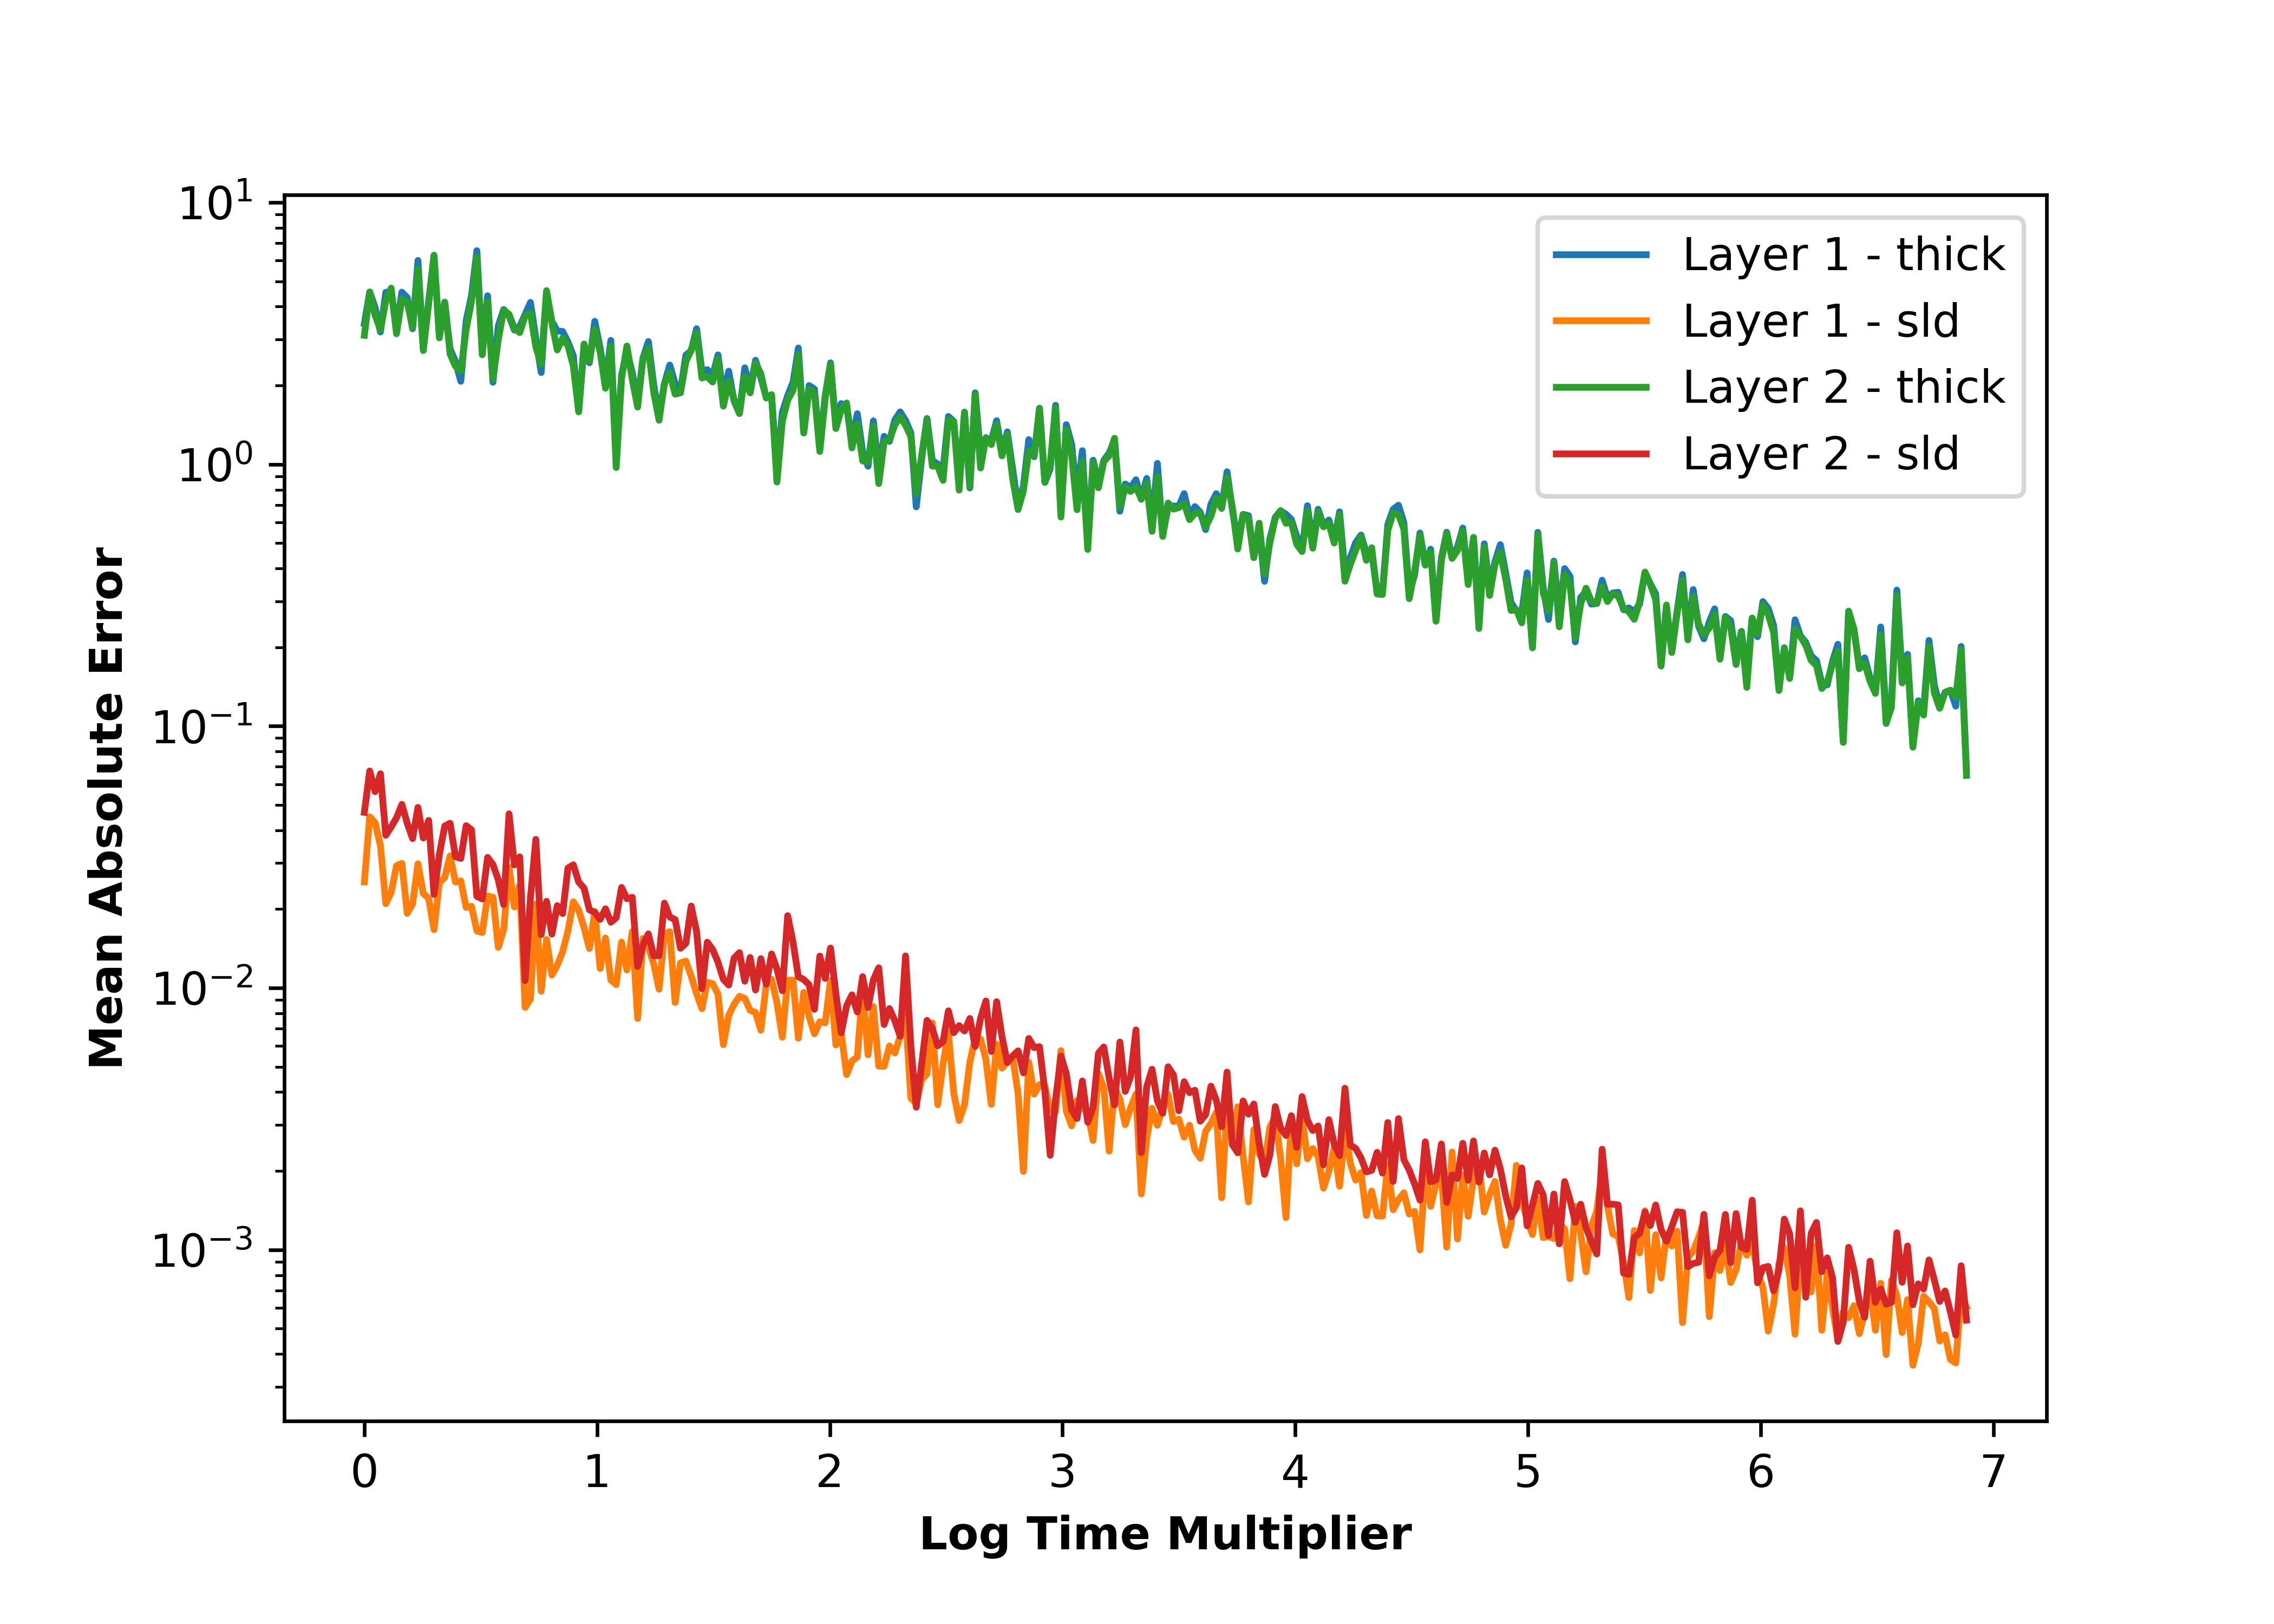 10¹
10⁰
10⁻¹
10⁻²
10⁻³
Mean Absolute Error
Layer 1 - thick
Layer 1 - sld
Layer 2 - thick
Layer 2 - sld
0 1 2 3 4 5 6 7
Log Time Multiplier